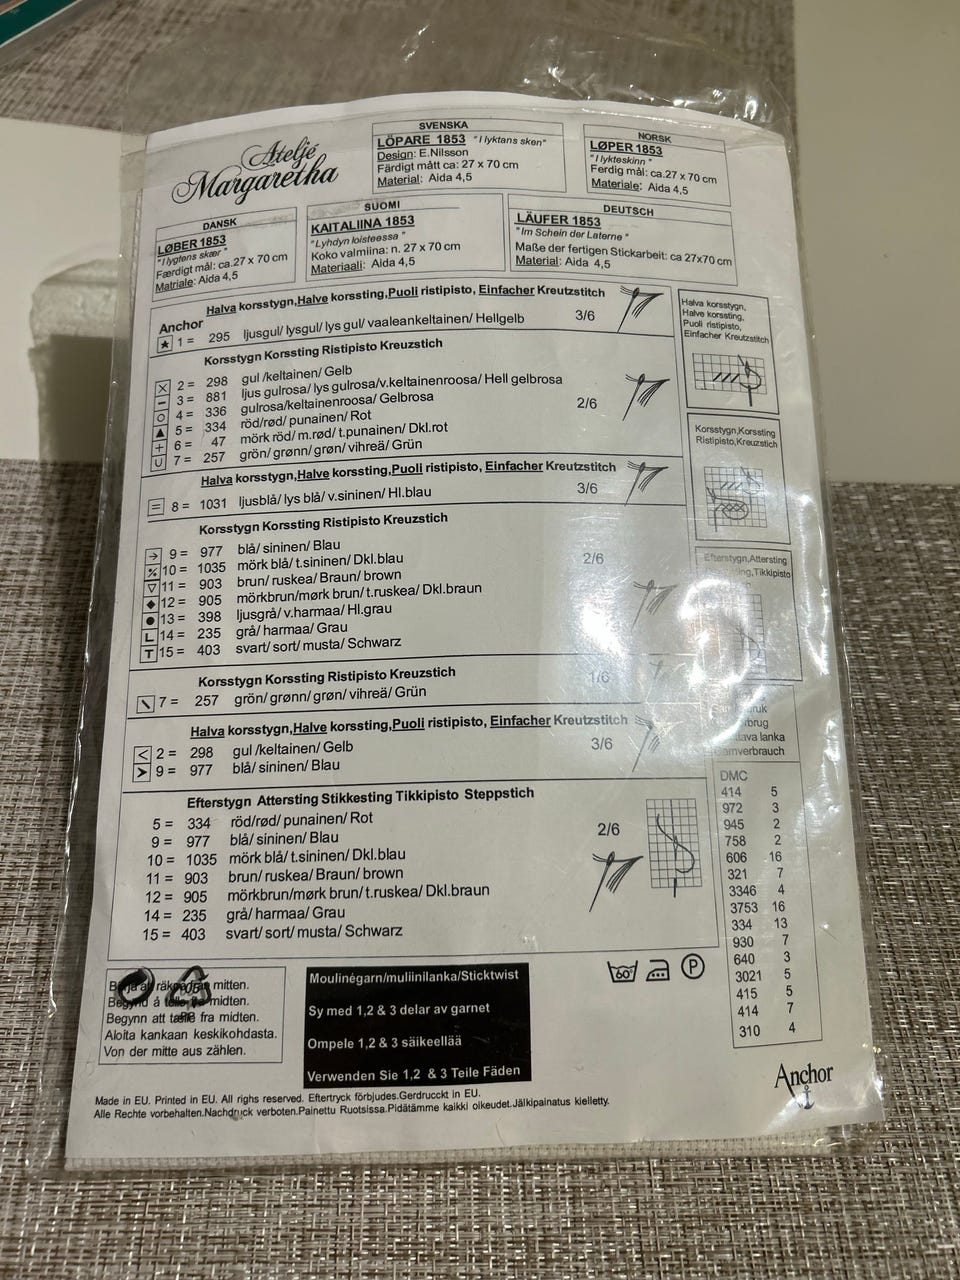 Ateljé
Margaretha
SVENSKA
LÖPARE 1853 "I lyktans sken"
Design: E.Nilsson
Färdigt mått ca: 27 x 70 cm
Material: Aida 4,5
NORSK
LØPER 1853
"I lykteskinn"
Ferdig mål: ca.27 x 70 cm
Materiale: Aida 4,5
DANSK
LØBER 1853
"I lygtens skær"
Færdigt mål: ca.27 x 70 cm
Matriale: Aida 4,5
SUOMI
KAITALIINA 1853
"Lyhdyn loisteessa"
Koko valmiina: n. 27 x 70 cm
Materiaali: Aida 4,5
DEUTSCH
LÄUFER 1853
"Im Schein der Laterne"
Maße der fertigen Stickarbeit: ca 27x70 cm
Material: Aida 4,5
Halva korsstygn,Halve korssting,Puoli ristipisto, Einfacher Kreutzstitch
Anchor
1 = 295 ljusgul/ lysgul/ lys gul/ vaaleankeltainen/ Hellgelb 3/6
Korsstygn Korssting Ristipisto Kreuzstich
X 2 = 298 gul /keltainen/ Gelb
− 3 = 881 ljus gulrosa/ lys gulrosa/v.keltainenroosa/ Hell gelbrosa
○ 4 = 336 gulrosa/keltainenroosa/ Gelbrosa 2/6
▲ 5 = 334 röd/rød/ punainen/ Rot
+ 6 = 47 mörk röd/ m.rød/ t.punainen/ Dkl.rot
U 7 = 257 grön/ grønn/ grøn/ vihreä/ Grün
Halva korsstygn,Halve korssting,Puoli ristipisto, Einfacher Kreutzstitch
= 8 = 1031 ljusblå/ lys blå/ v.sininen/ Hl.blau 3/6
Korsstygn Korssting Ristipisto Kreuzstich
→ 9 = 977 blå/ sininen/ Blau
% 10 = 1035 mörk blå/ t.sininen/ Dkl.blau 2/6
▽ 11 = 903 brun/ ruskea/ Braun/ brown
◆ 12 = 905 mörkbrun/mørk brun/ t.ruskea/ Dkl.braun
● 13 = 398 ljusgrå/ v.harmaa/ Hl.grau
L 14 = 235 grå/ harmaa/ Grau
T 15 = 403 svart/ sort/ musta/ Schwarz
Korsstygn Korssting Ristipisto Kreuzstich
\ 7 = 257 grön/ grønn/ grøn/ vihreä/ Grün 1/6
Halva korsstygn,Halve korssting,Puoli ristipisto, Einfacher Kreutzstitch
< 2 = 298 gul /keltainen/ Gelb 3/6
➤ 9 = 977 blå/ sininen/ Blau
Efterstygn Attersting Stikkesting Tikkipisto Steppstich
5 = 334 röd/rød/ punainen/ Rot
9 = 977 blå/ sininen/ Blau 2/6
10 = 1035 mörk blå/ t.sininen/ Dkl.blau
11 = 903 brun/ ruskea/ Braun/ brown
12 = 905 mörkbrun/mørk brun/ t.ruskea/ Dkl.braun
14 = 235 grå/ harmaa/ Grau
15 = 403 svart/ sort/ musta/ Schwarz
Halva korsstygn,
Halve korssting,
Puoli ristipisto,
Einfacher Kreutzstitch
Korsstygn,Korssting
Ristipisto,Kreuzstich
Efterstygn,Attersting
Tikkipisto
lanka
DMC
414 5
972 3
945 2
758 2
606 16
321 7
3346 4
3753 16
334 13
930 7
640 3
3021 5
415 5
414 7
310 4
räkna från mitten.
å midten.
Begynn att fra midten.
Aloita kankaan keskikohdasta.
Von der mitte aus zählen.
Moulinégarn/muliinilanka/Sticktwist
Sy med 1,2 & 3 delar av garnet
Ompele 1,2 & 3 säikeellää
Verwenden Sie 1,2 & 3 Teile Fäden
60°
P
Anchor
Made in EU. Printed in EU. All righs reserved. Eftertryck förbjudes.Gerdrucckt in EU.
Alle Rechte vorbehalten.Nachdruck verboten.Painettu Ruotsissa.Pidätämme kaikki oikeudet.Jälkipainatus kielletty.